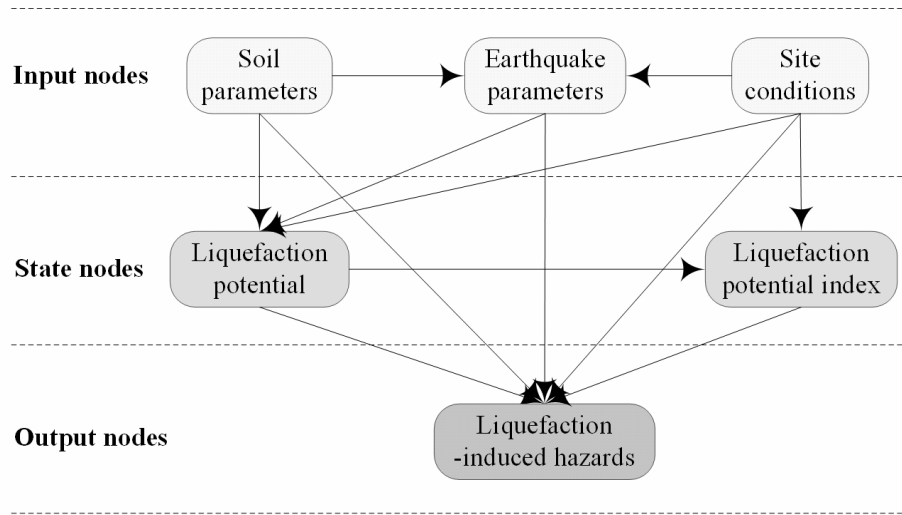 Input nodes
Soil
parameters
Earthquake
parameters
Site
conditions
State nodes
Liquefaction
potential
Liquefaction
potential index
Output nodes
Liquefaction
-induced hazards